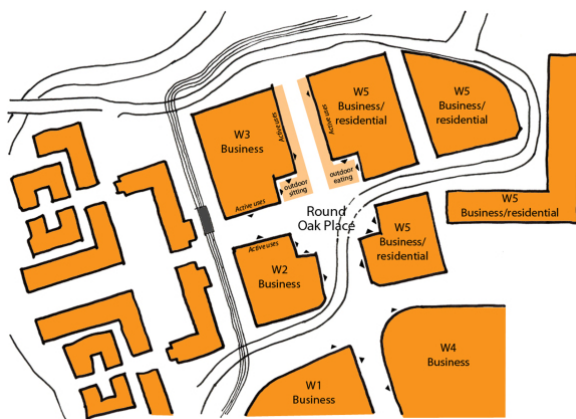 W5
Business/
residential
W5
Business/
residential
W3
Business
Active uses
Active uses
outdoor
sitting
outdoor
eating
Active uses
W5
Business/residential
Round
Oak Place
W5
Business/
residential
Active uses
W2
Business
W4
Business
W1
Business